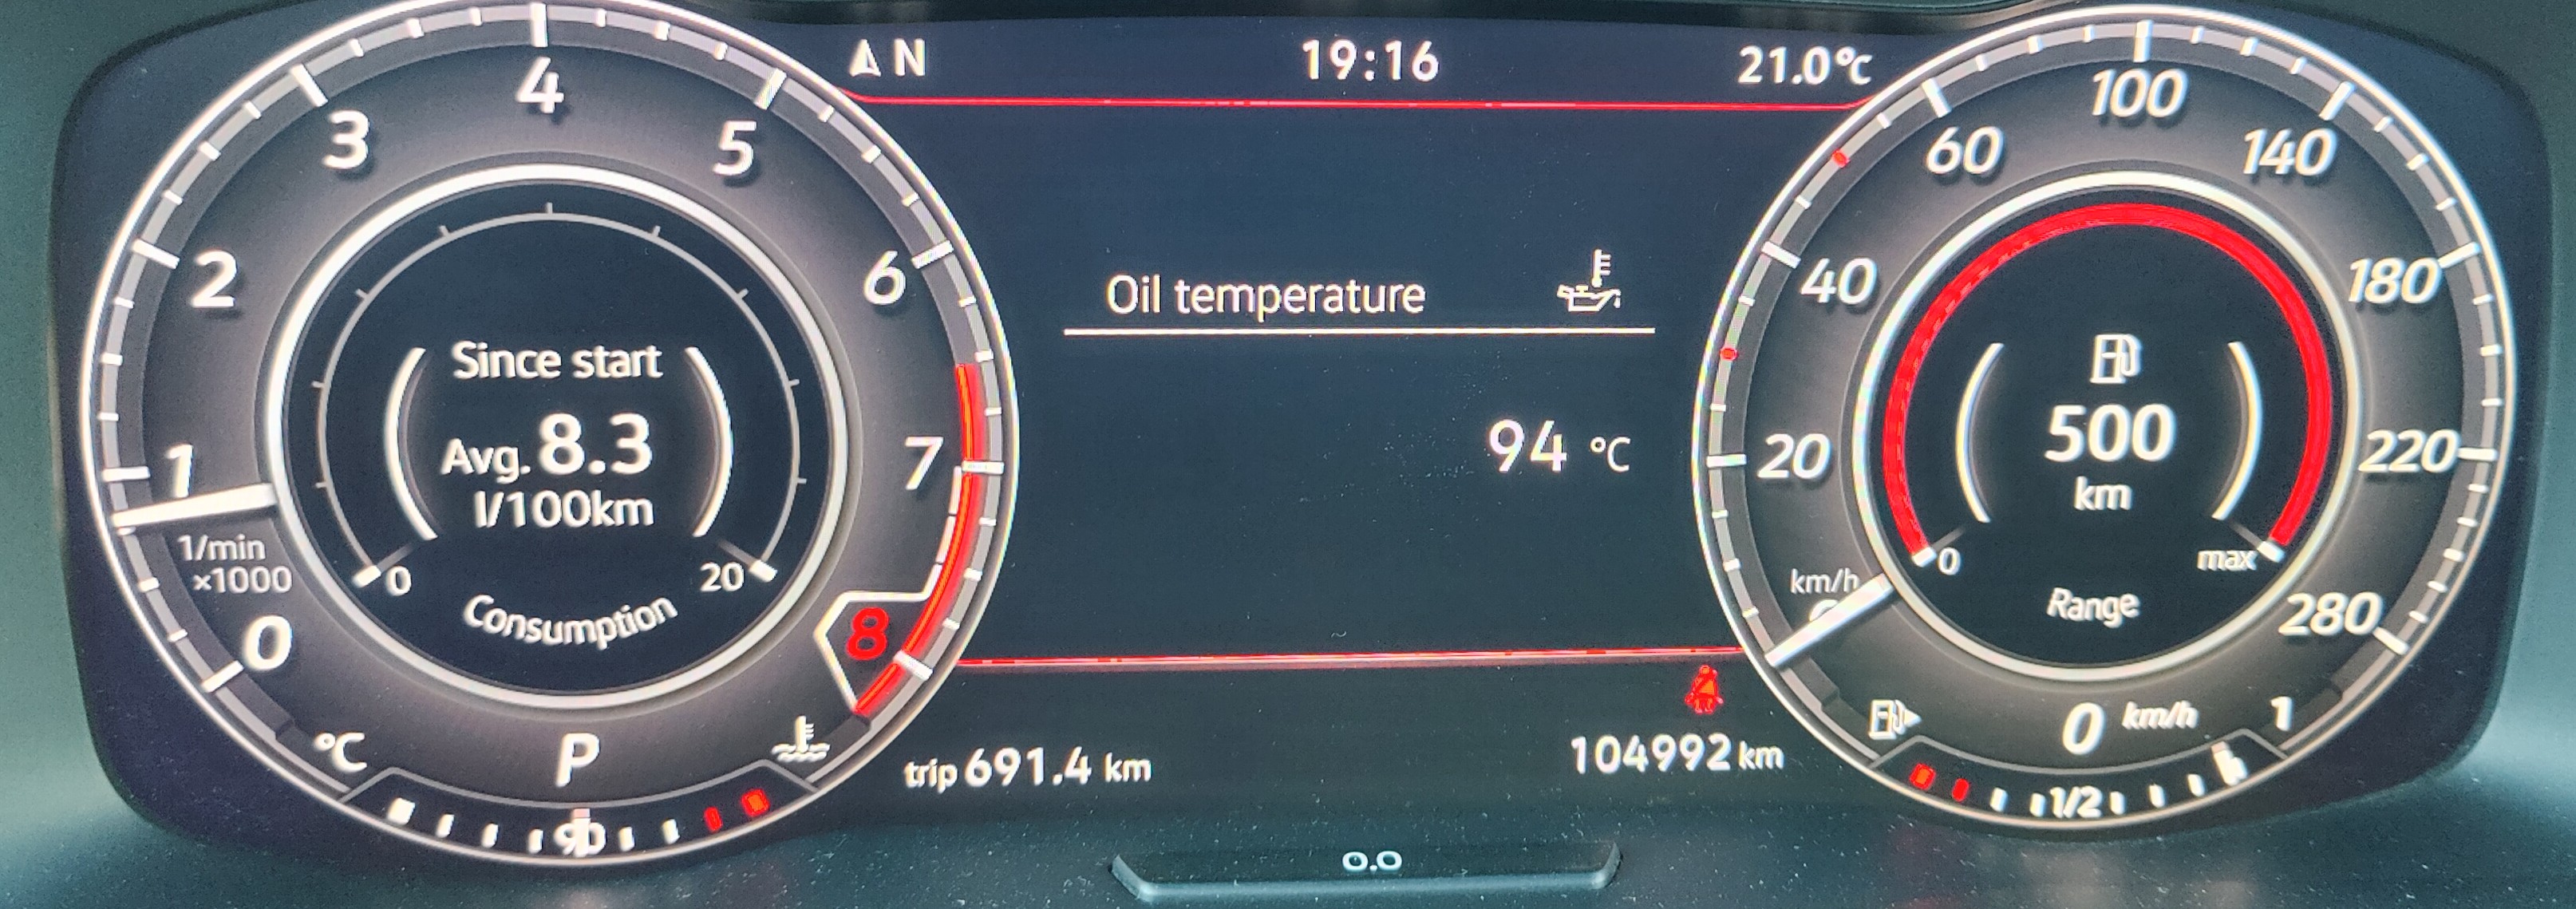 N
19:16
21.0°C
0
1
2
3
4
5
6
7
8
1/min
×1000
Since start
Avg. 8.3
l/100km
0
20
Consumption
°C
P
90
Oil temperature
94 °C
trip 691.4 km
104992 km
0.0
20
40
60
100
140
180
220
280
km/h
500
km
0
max
Range
0 km/h
1/2
1